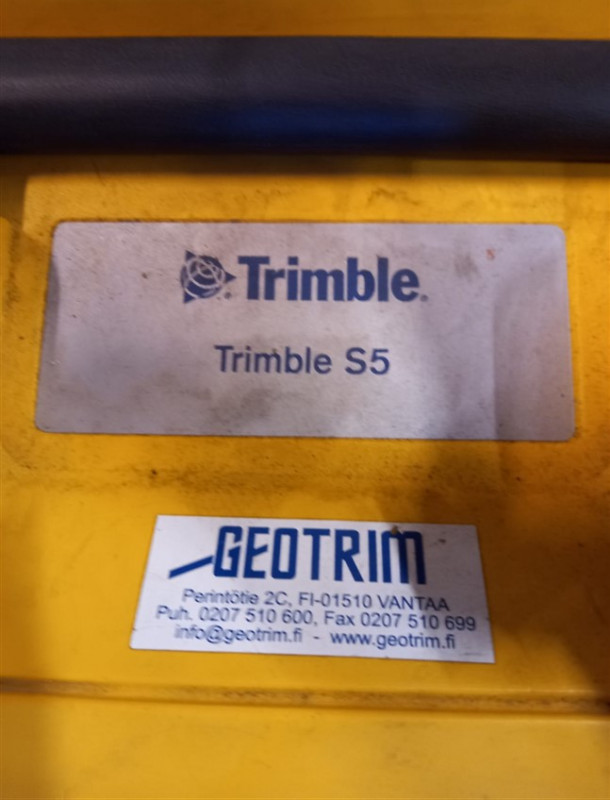 Trimble.
Trimble S5
GEOTRIM
Perintötie 2C, FI-01510 VANTAA
Puh. 0207 510 600, Fax 0207 510 699
info@geotrim.fi - www.geotrim.fi